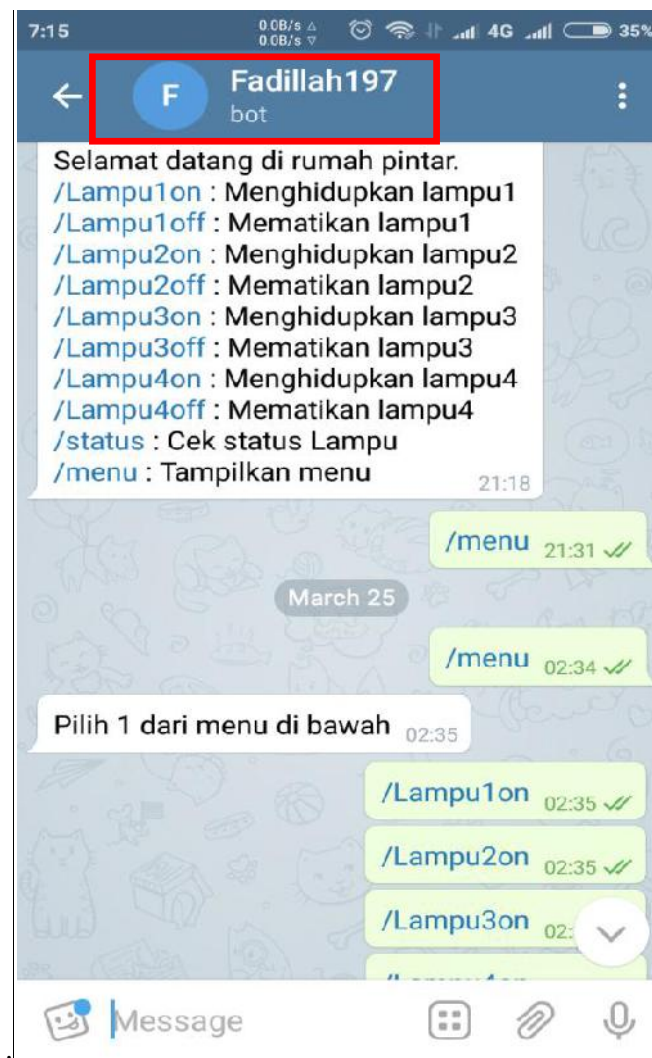 7:15 0.0B/s 0.0B/s 4G 35%
F Fadillah197
bot
Selamat datang di rumah pintar.
/Lampu1on : Menghidupkan lampu1
/Lampu1off : Mematikan lampu1
/Lampu2on : Menghidupkan lampu2
/Lampu2off : Mematikan lampu2
/Lampu3on : Menghidupkan lampu3
/Lampu3off : Mematikan lampu3
/Lampu4on : Menghidupkan lampu4
/Lampu4off : Mematikan lampu4
/status : Cek status Lampu
/menu : Tampilkan menu 21:18
/menu 21:31
March 25
/menu 02:34
Pilih 1 dari menu di bawah 02:35
/Lampu1on 02:35
/Lampu2on 02:35
/Lampu3on 02:
Message